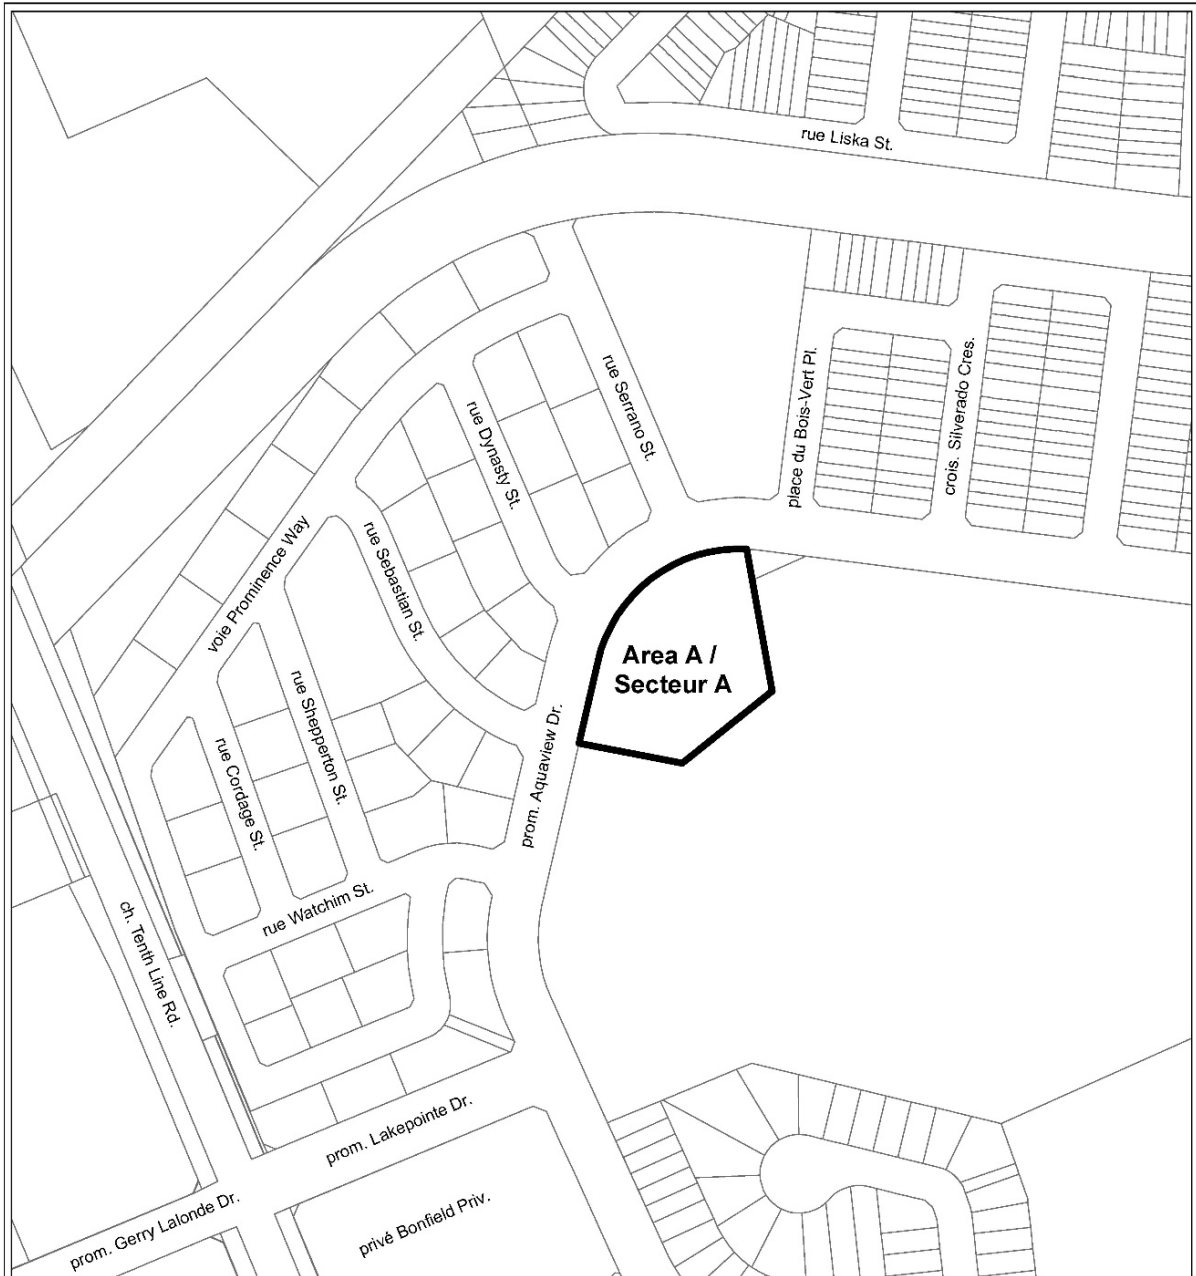 rue Liska St.
rue Serrano St.
place du Bois-Vert Pl.
crois. Silverado Cres.
rue Dynasty St.
voie Prominence Way
rue Sebastian St.
Area A /
Secteur A
rue Shepperton St.
rue Cordage St.
prom. Aquaview Dr.
rue Watchim St.
ch. Tenth Line Rd.
prom. Lakepointe Dr.
prom. Gerry Lalonde Dr.
privé Bonfield Priv.